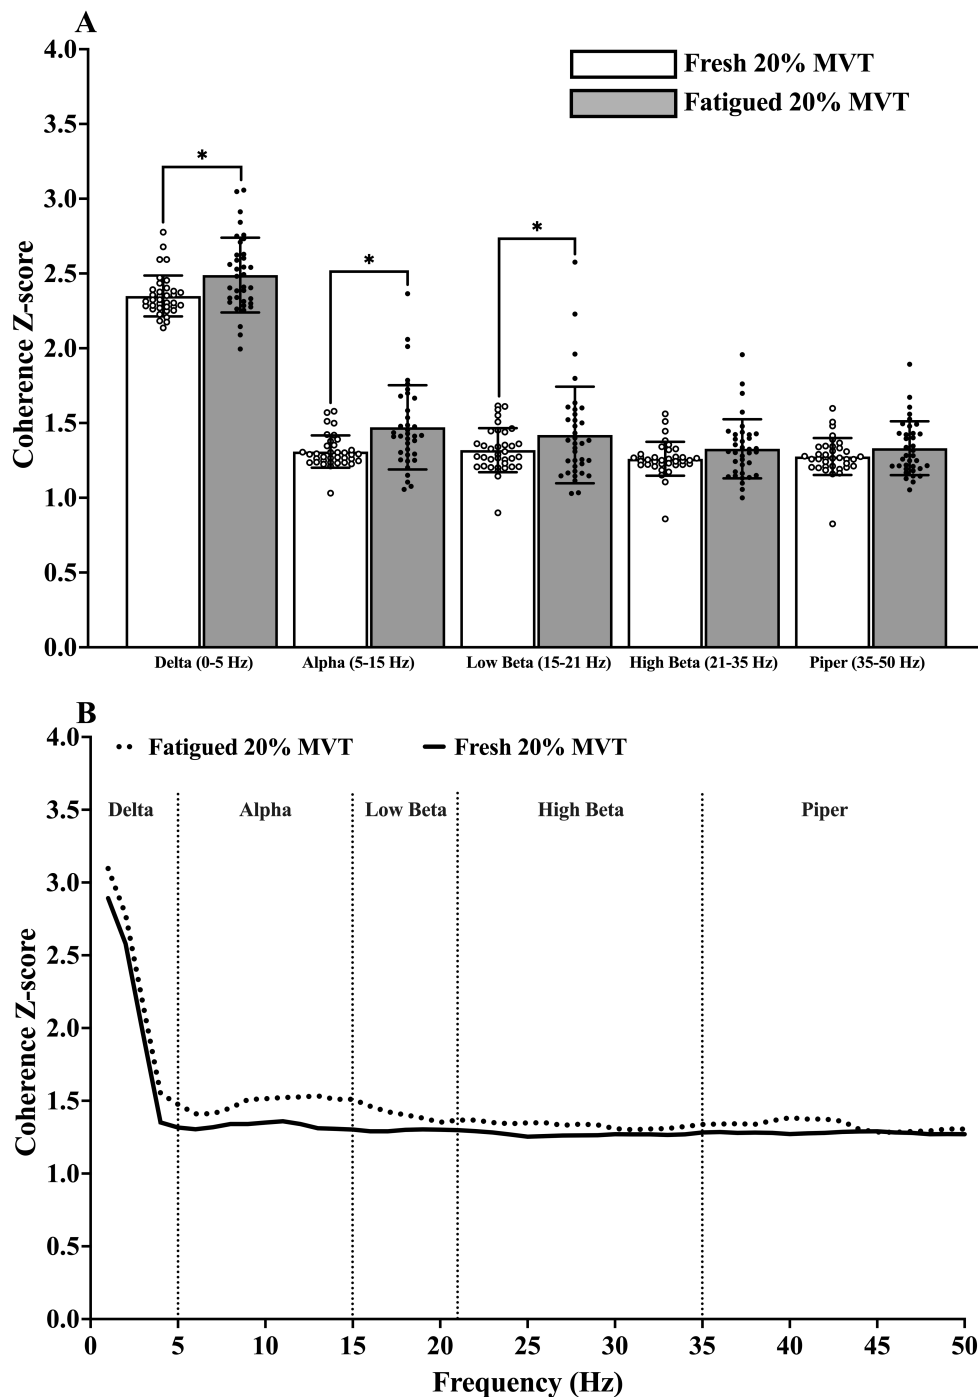 A
4.0
Fresh 20% MVT
Fatigued 20% MVT
3.5
3.0
2.5
2.0
1.5
1.0
0.5
0.0
Coherence Z-score
*
*
*
Delta (0-5 Hz)
Alpha (5-15 Hz)
Low Beta (15-21 Hz)
High Beta (21-35 Hz)
Piper (35-50 Hz)
B
4.0
Fatigued 20% MVT
Fresh 20% MVT
Delta
Alpha
Low Beta
High Beta
Piper
3.5
3.0
2.5
2.0
1.5
1.0
0.5
0.0
Coherence Z-score
0 5 10 15 20 25 30 35 40 45 50
Frequency (Hz)